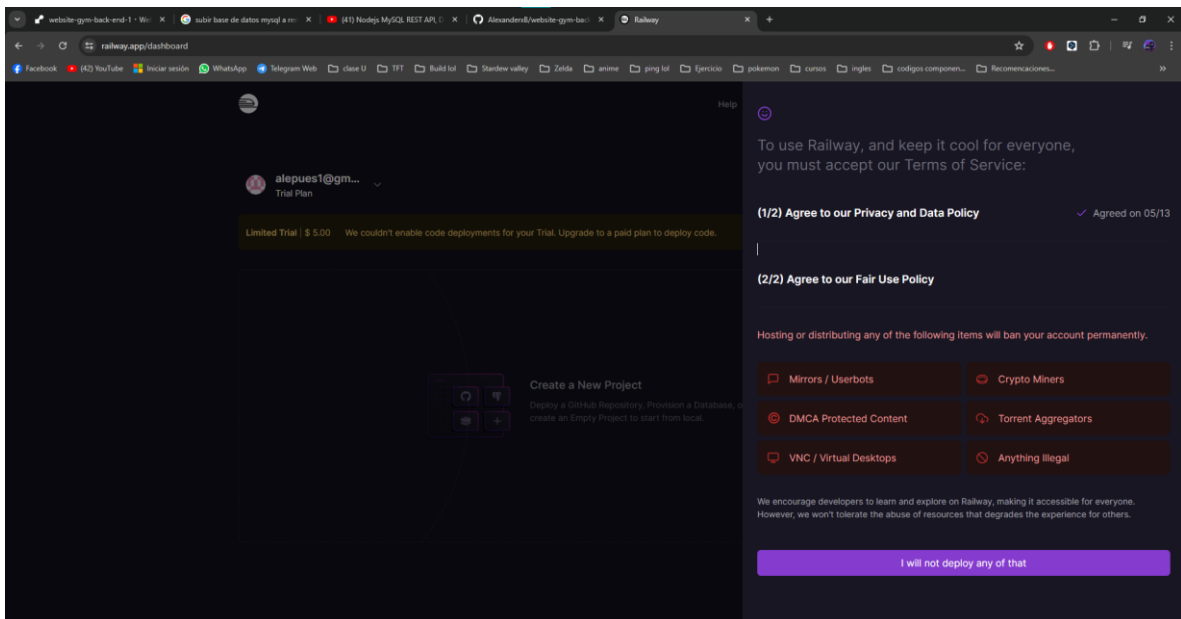 website-gym-back-end-1 · We
subir base de datos mysql a re
(41) Nodejs MySQL REST API,
AlexandersB/website-gym-bac
Railway
railway.app/dashboard
Facebook
(42) YouTube
Iniciar sesión
WhatsApp
Telegram Web
clase U
TFT
Build lol
Stardew valley
Zelda
anime
ping lol
Ejercicio
pokemon
cursos
ingles
codigos componen...
Recomencaciones...
Help
alepues1@gm...
Trial Plan
Limited Trial | $ 5.00 We couldn't enable code deployments for your Trial. Upgrade to a paid plan to deploy code.
Create a New Project
Deploy a GitHub Repository, Provision a Database, o
create an Empty Project to start from local.
To use Railway, and keep it cool for everyone,
you must accept our Terms of Service:
(1/2) Agree to our Privacy and Data Policy
Agreed on 05/13
(2/2) Agree to our Fair Use Policy
Hosting or distributing any of the following items will ban your account permanently.
Mirrors / Userbots
Crypto Miners
DMCA Protected Content
Torrent Aggregators
VNC / Virtual Desktops
Anything Illegal
We encourage developers to learn and explore on Railway, making it accessible for everyone.
However, we won't tolerate the abuse of resources that degrades the experience for others.
I will not deploy any of that